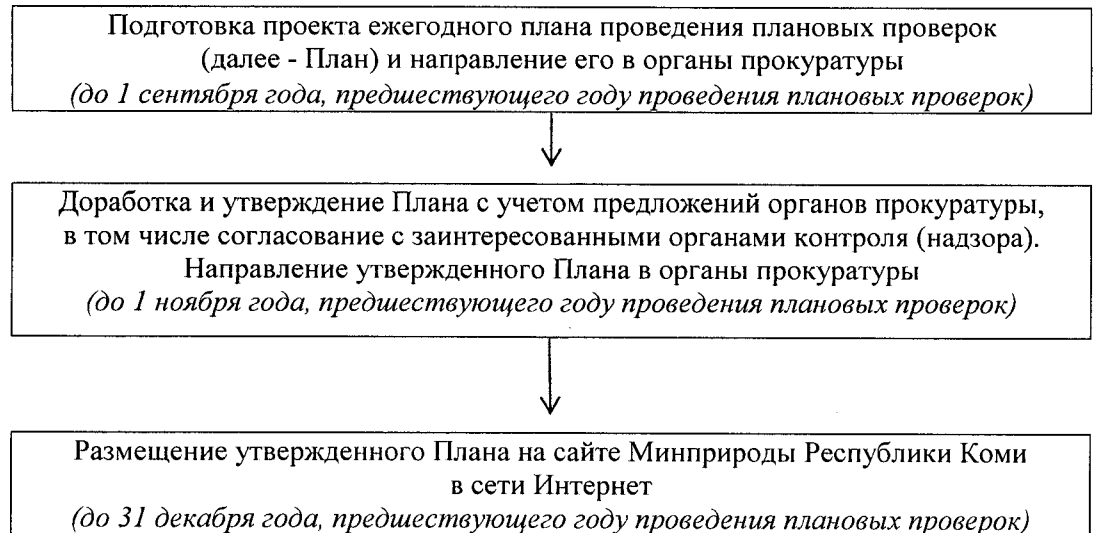 Подготовка проекта ежегодного плана проведения плановых проверок
(далее - План) и направление его в органы прокуратуры
(до 1 сентября года, предшествующего году проведения плановых проверок)
Доработка и утверждение Плана с учетом предложений органов прокуратуры,
в том числе согласование с заинтересованными органами контроля (надзора).
Направление утвержденного Плана в органы прокуратуры
(до 1 ноября года, предшествующего году проведения плановых проверок)
Размещение утвержденного Плана на сайте Минприроды Республики Коми
в сети Интернет
(до 31 декабря года, предшествующего году проведения плановых проверок)